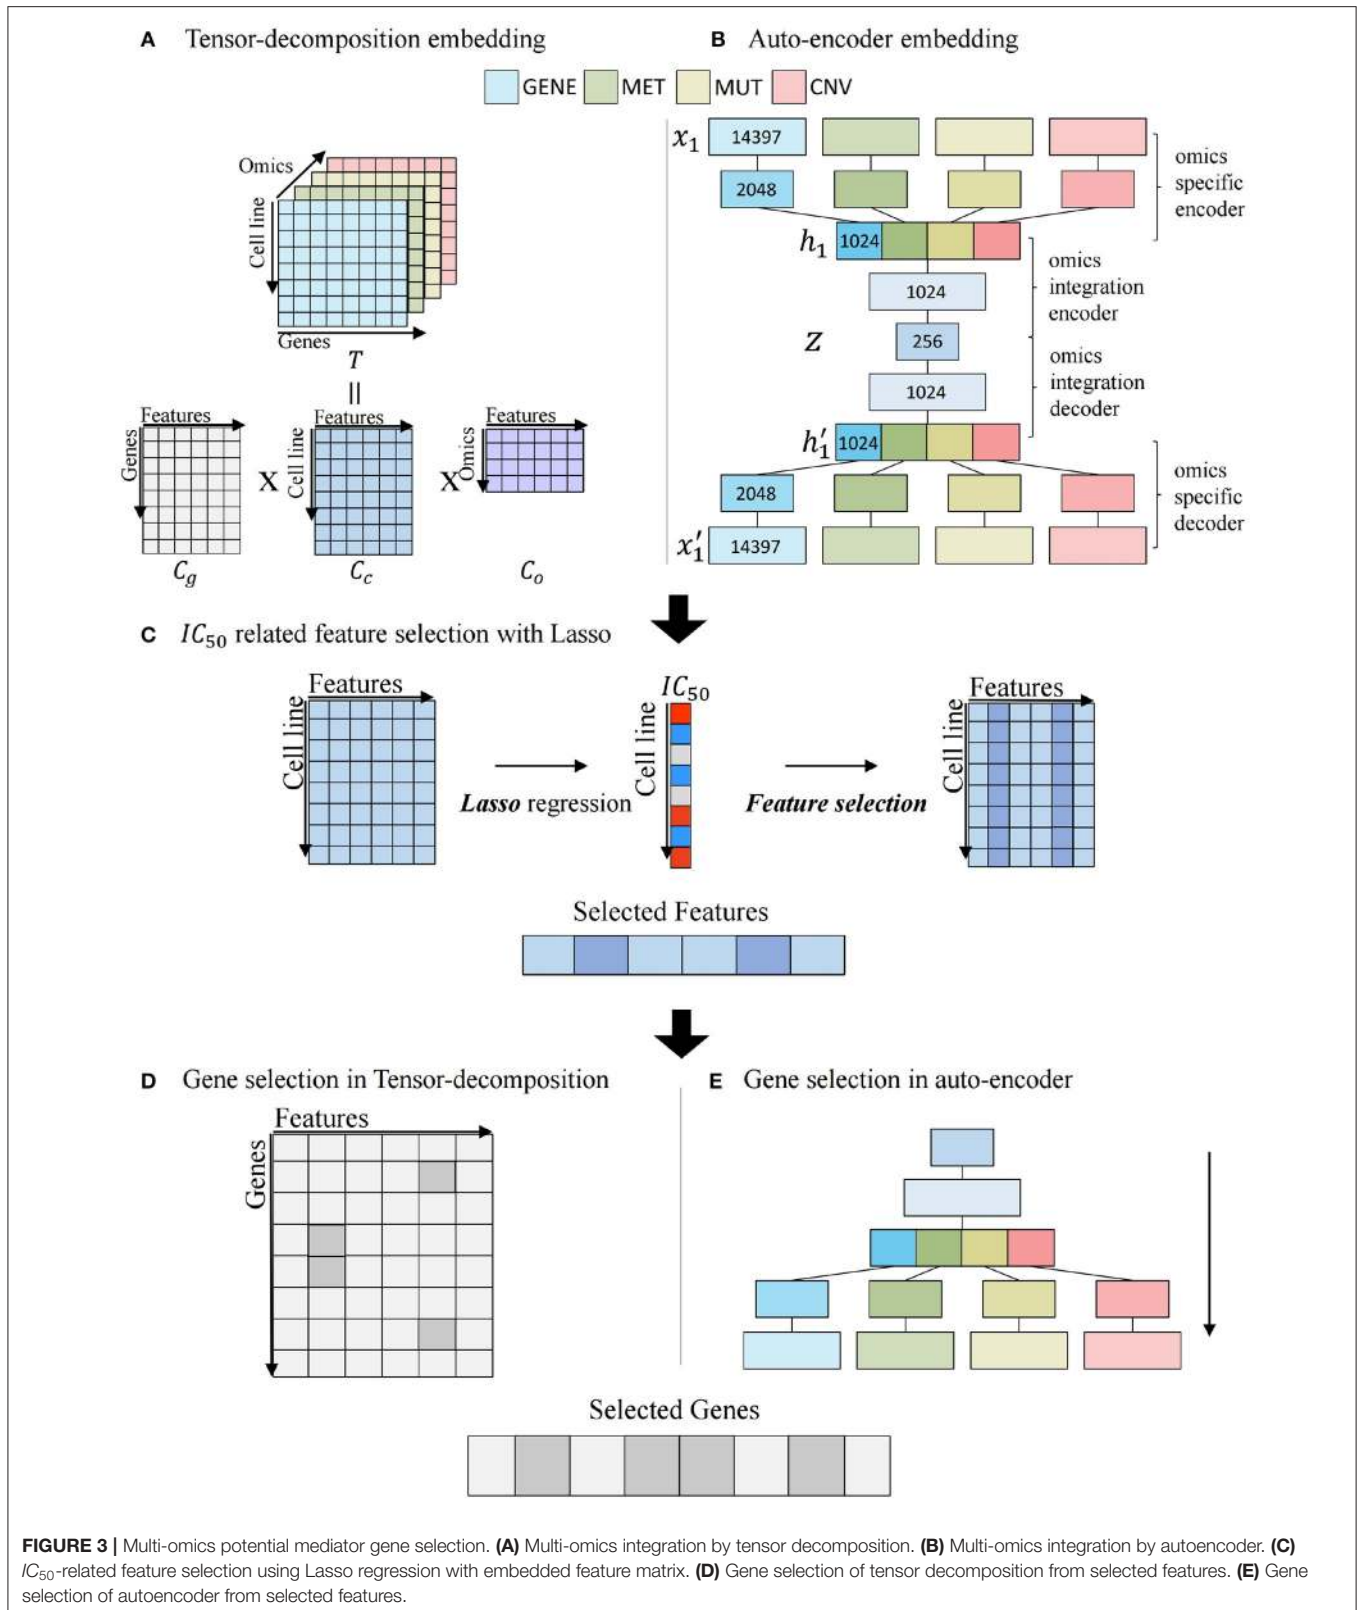 A Tensor-decomposition embedding
B Auto-encoder embedding
GENE MET MUT CNV
Omics
Cell line
Genes
T
=
Features
Genes
C_g
X
Features
Cell line
C_c
X
Features
Omics
C_o
x_1 14397
2048
h_1 1024
1024
Z 256
1024
h'_1 1024
2048
x'_1 14397
omics
specific
encoder
omics
integration
encoder
omics
integration
decoder
omics
specific
decoder
C IC_50 related feature selection with Lasso
Features
Cell line
Lasso regression
IC_50
Cell line
Feature selection
Features
Cell line
Selected Features
D Gene selection in Tensor-decomposition
Features
Genes
E Gene selection in auto-encoder
Selected Genes
FIGURE 3 | Multi-omics potential mediator gene selection. (A) Multi-omics integration by tensor decomposition. (B) Multi-omics integration by autoencoder. (C)
IC_50-related feature selection using Lasso regression with embedded feature matrix. (D) Gene selection of tensor decomposition from selected features. (E) Gene
selection of autoencoder from selected features.